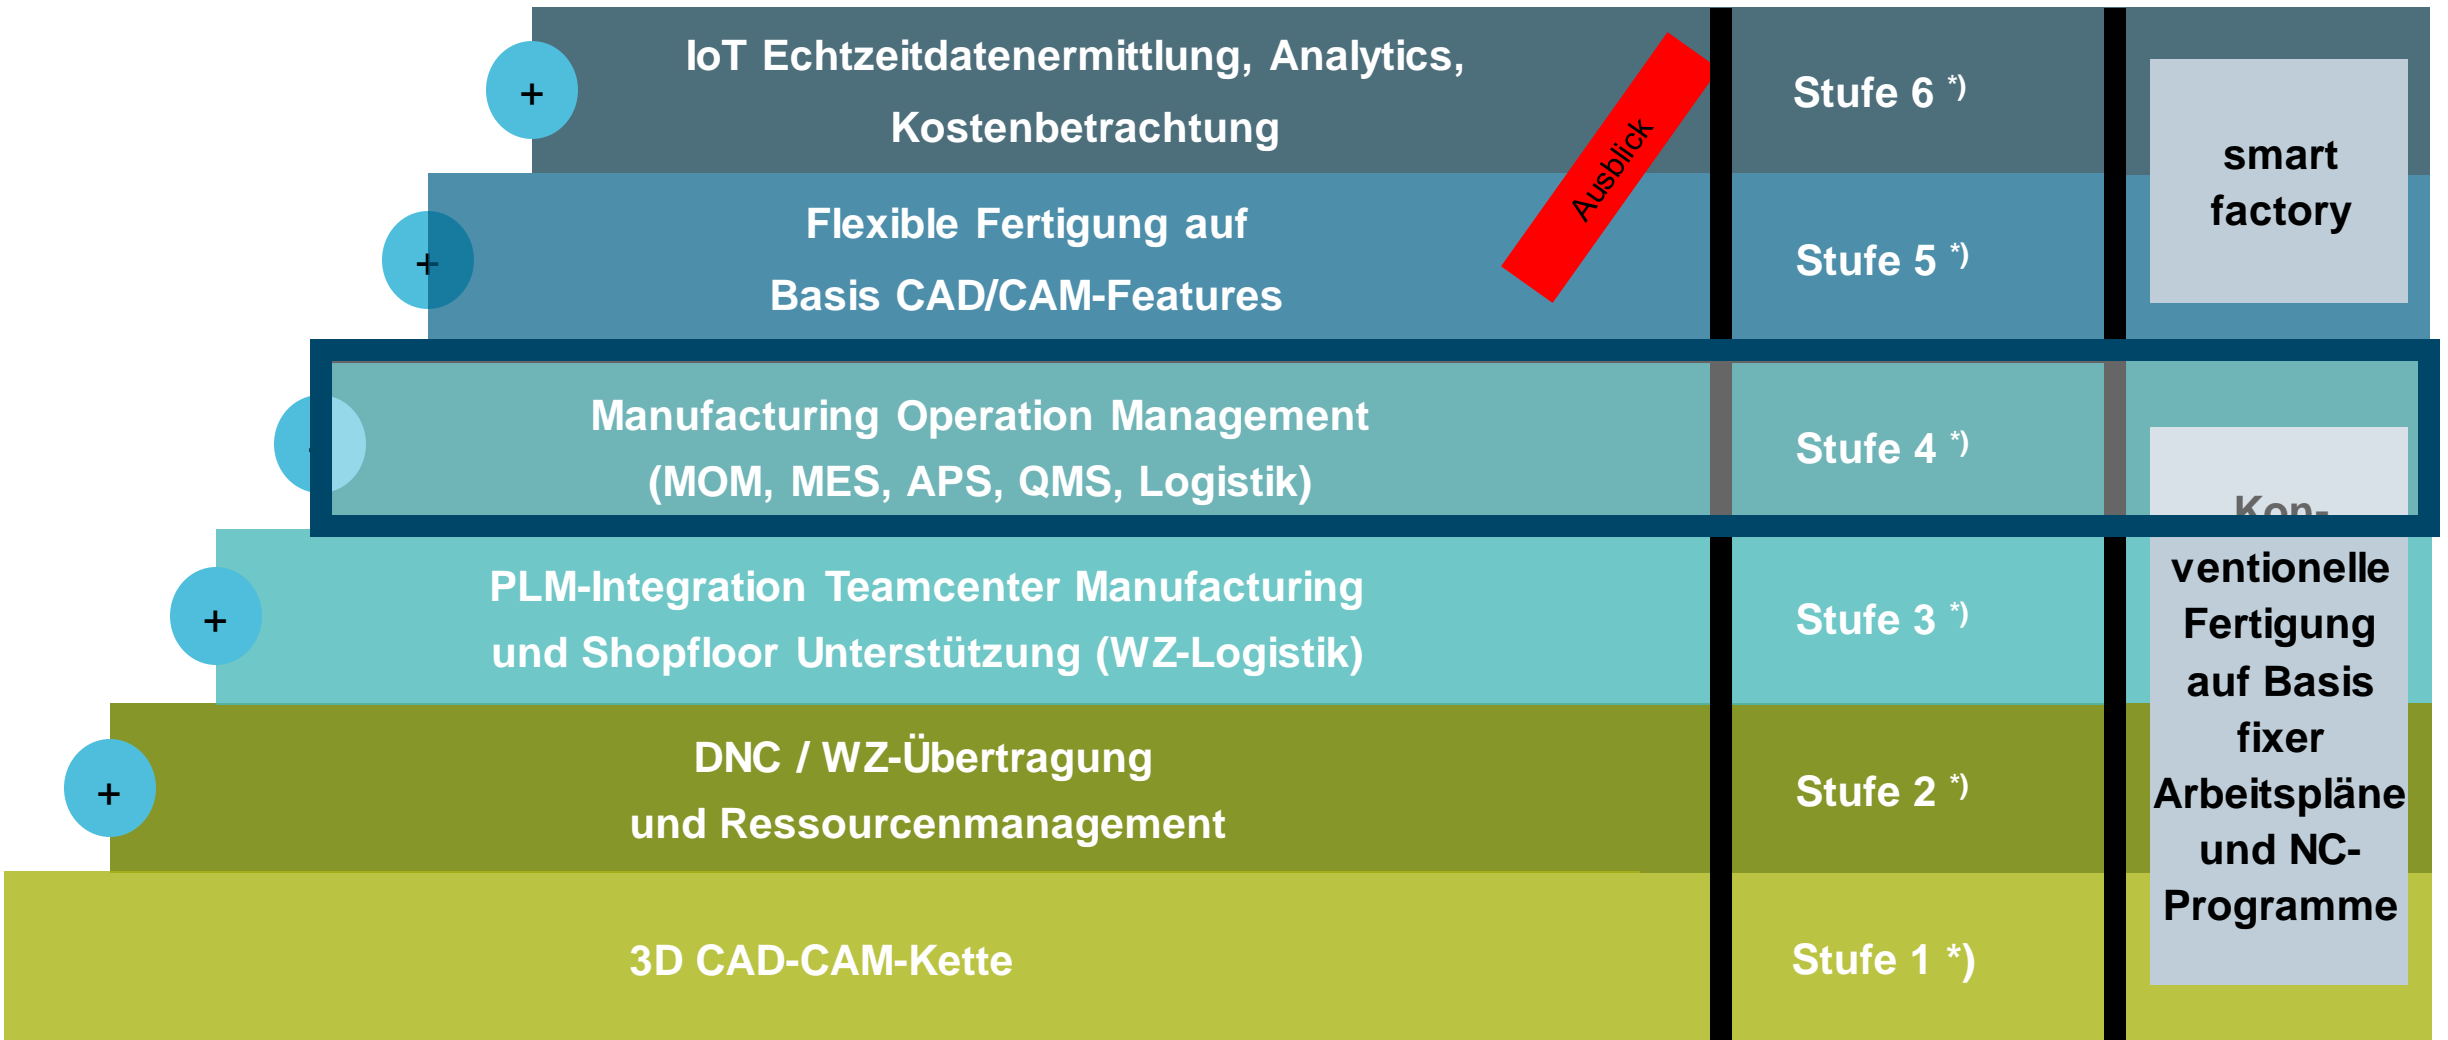 IoT Echtzeitdatenermittlung, Analytics,
Kostenbetrachtung
+
Ausblick
Stufe 6 *)
smart
factory
Flexible Fertigung auf
Basis CAD/CAM-Features
+
Stufe 5 *)
Manufacturing Operation Management
(MOM, MES, APS, QMS, Logistik)
Stufe 4 *)
Kon-
ventionelle
Fertigung
auf Basis
fixer
Arbeitspläne
und NC-
Programme
PLM-Integration Teamcenter Manufacturing
und Shopfloor Unterstützung (WZ-Logistik)
+
Stufe 3 *)
DNC / WZ-Übertragung
und Ressourcenmanagement
+
Stufe 2 *)
3D CAD-CAM-Kette
Stufe 1 *)